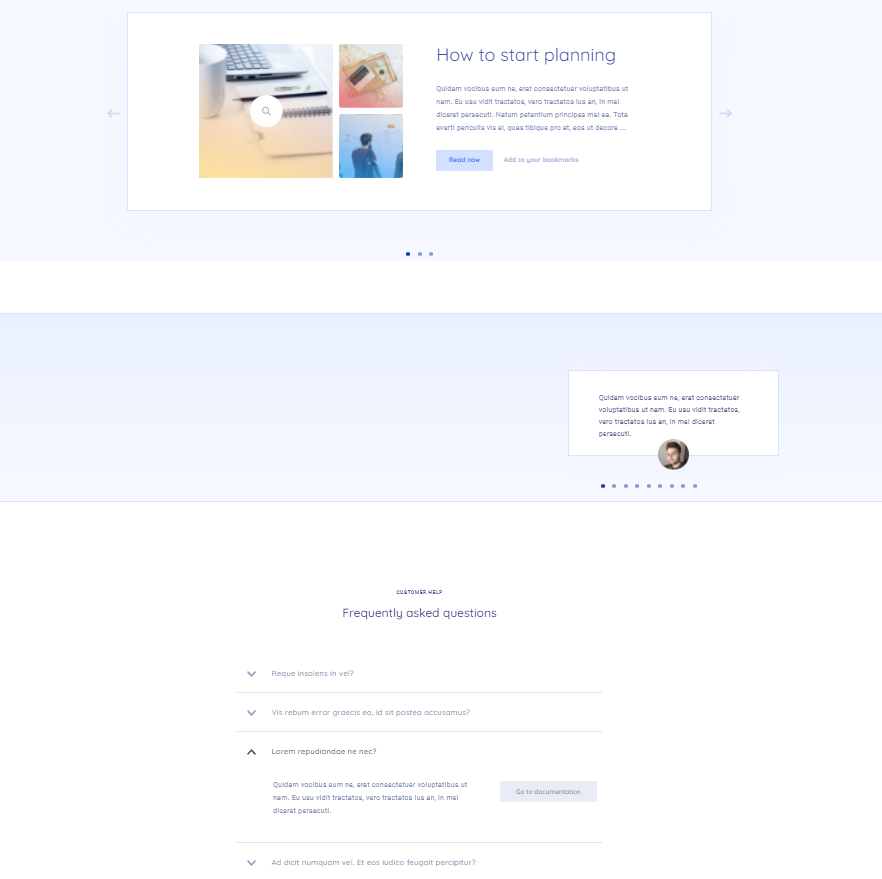 How to start planning
Quidam vocibus eum ne, erat consectetuer voluptatibus ut
nam. Eu usu vidit tractatos, vero tractatos ius an, in mei
diceret persecuti. Natum petentium principes mei ea. Tota
everti periculis vis ei, quas tibique pro at, eos ut decore ...
Read now
Add to your bookmarks
Quidam vocibus eum ne, erat consectetuer
voluptatibus ut nam. Eu usu vidit tractatos,
vero tractatos ius an, in mei diceret
persecuti.
CUSTOMER HELP
Frequently asked questions
Reque insolens in vel?
Vis rebum error graecis ea, id sit postea accusamus?
Lorem repudiandae ne nec?
Quidam vocibus eum ne, erat consectetuer voluptatibus ut
nam. Eu usu vidit tractatos, vero tractatos ius an, in mei
diceret persecuti.
Go to documentation
Ad dicit numquam vel. Et eos iudico feugait percipitur?